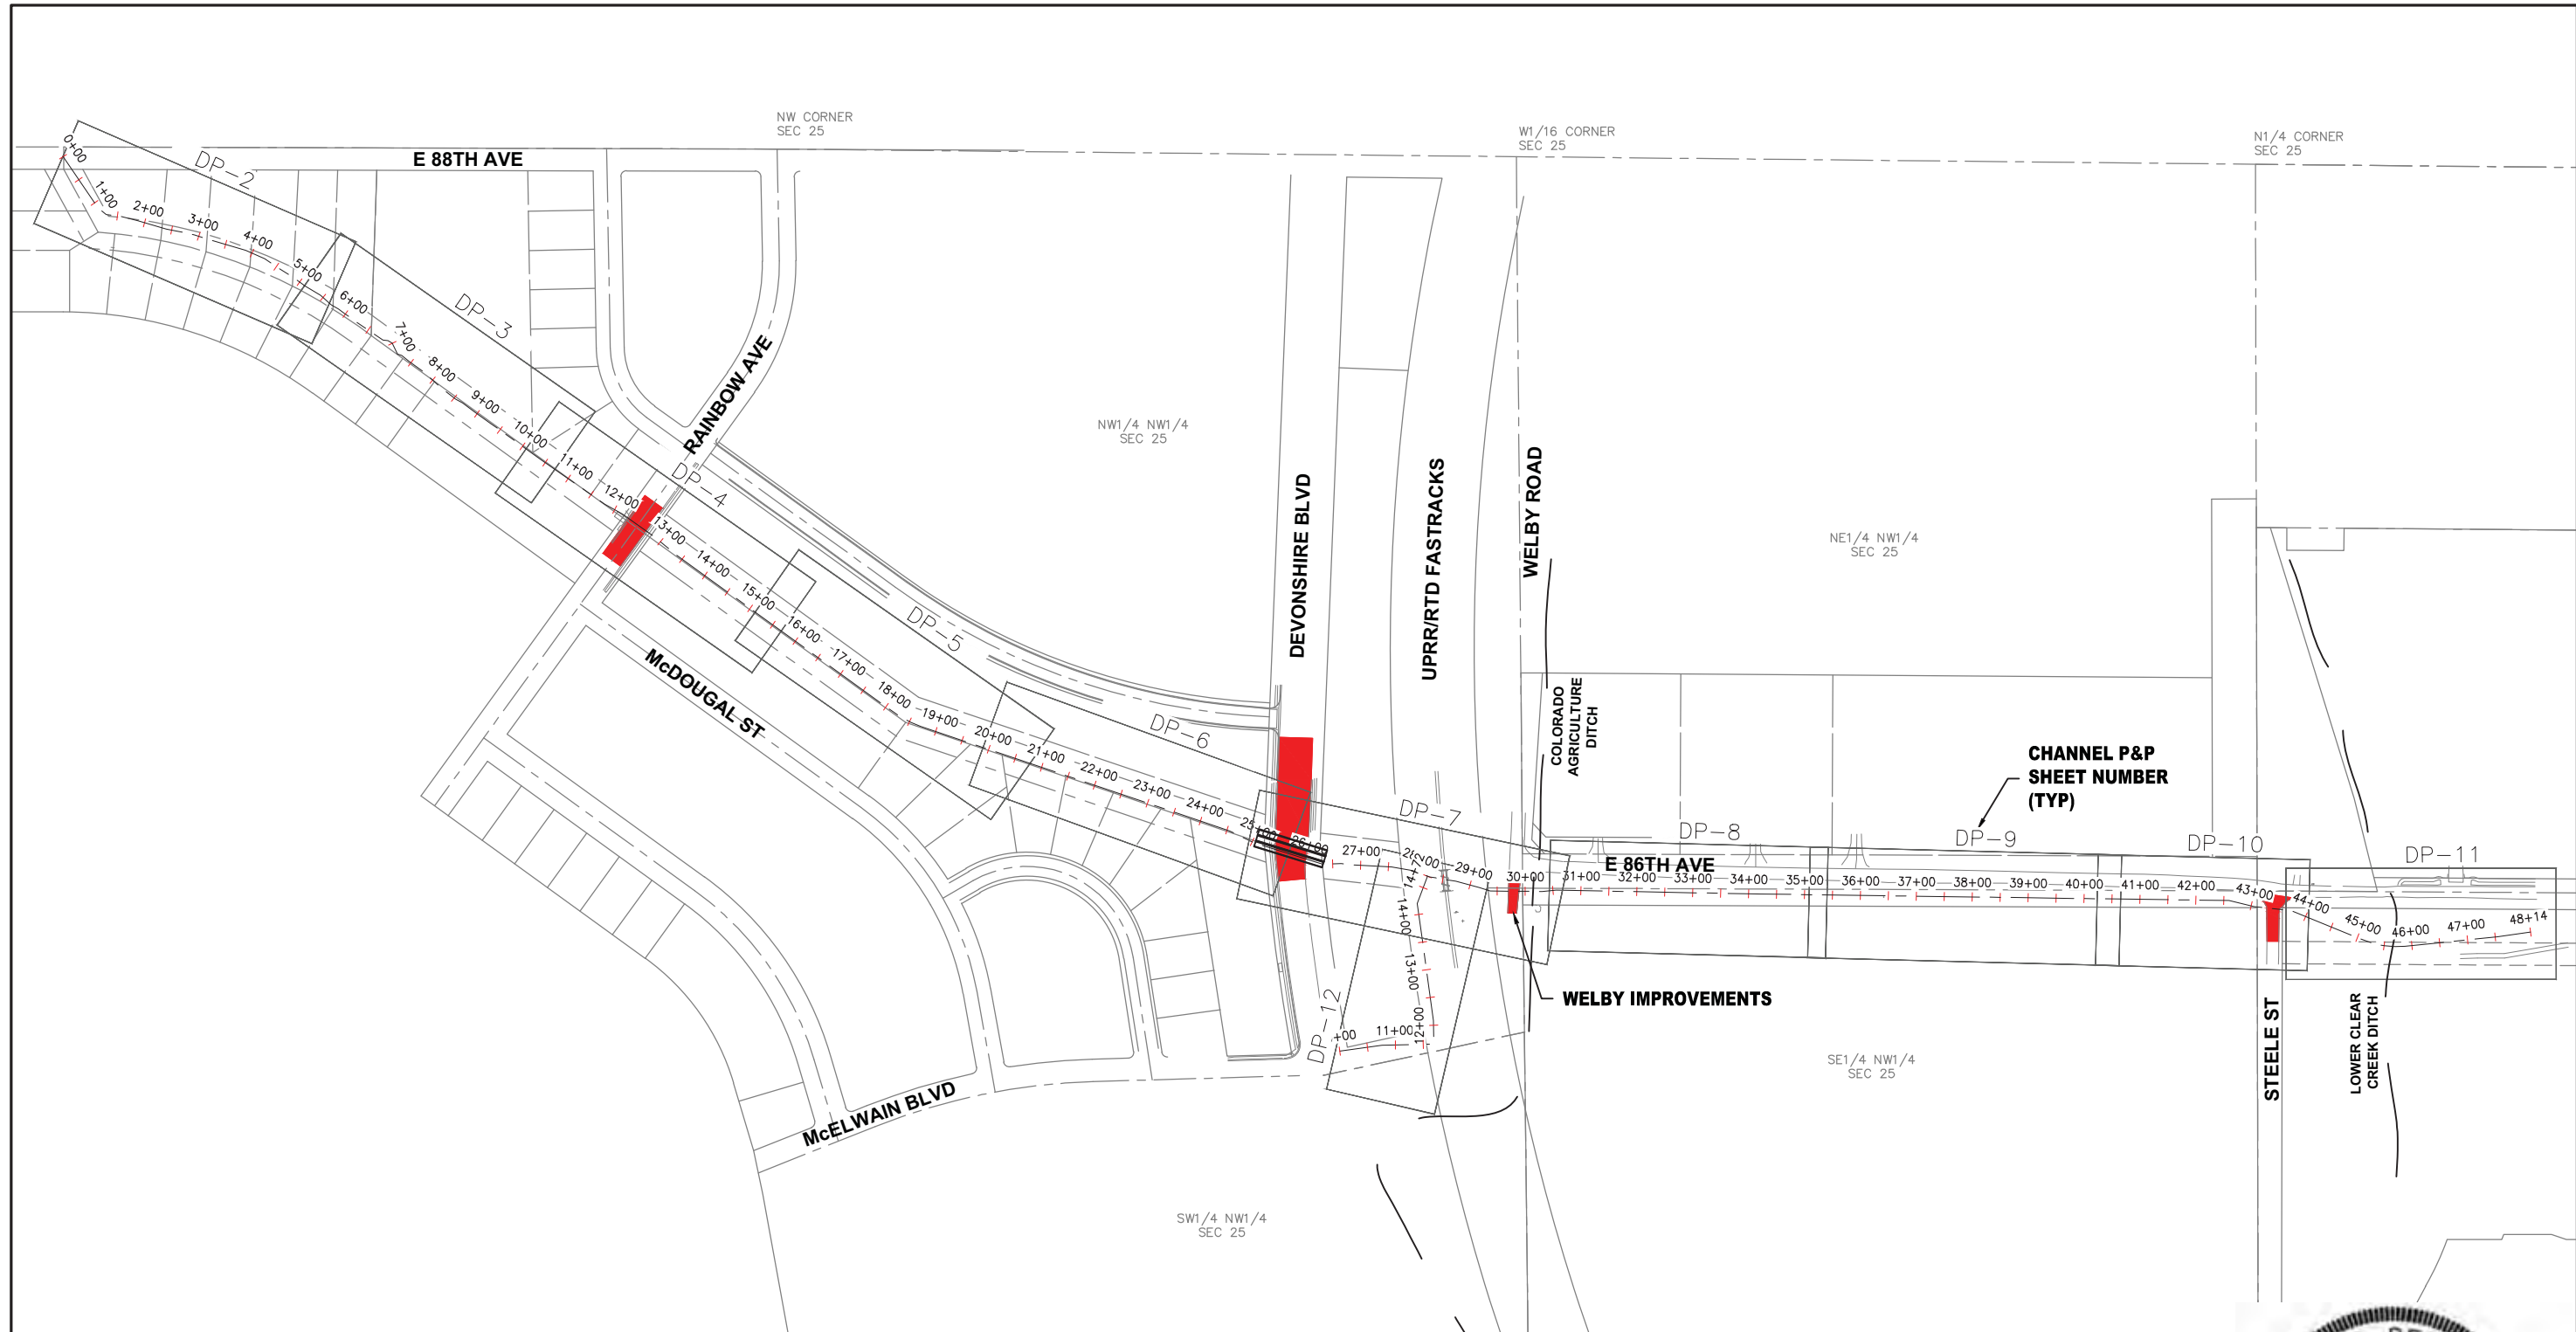 NW CORNER
SEC 25
W1/16 CORNER
SEC 25
N1/4 CORNER
SEC 25
E 88TH AVE
DP-2
0+00
1+00
2+00
3+00
4+00
5+00
6+00
7+00
8+00
9+00
10+00
11+00
12+00
13+00
14+00
15+00
16+00
17+00
18+00
19+00
20+00
21+00
22+00
23+00
24+00
25+00
26+00
27+00
28+00
29+00
30+00
31+00
32+00
33+00
34+00
35+00
36+00
37+00
38+00
39+00
40+00
41+00
42+00
43+00
44+00
45+00
46+00
47+00
48+14
DP-3
RAINBOW AVE
DP-4
DP-5
DP-6
DP-7
DP-8
DP-9
DP-10
DP-11
DP-12
NW1/4 NW1/4
SEC 25
NE1/4 NW1/4
SEC 25
DEVONSHIRE BLVD
UPRR/RTD FASTRACKS
WELBY ROAD
COLORADO
AGRICULTURE
DITCH
CHANNEL P&P
SHEET NUMBER
(TYP)
E 86TH AVE
McDOUGAL ST
WELBY IMPROVEMENTS
14+00
13+00
12+00
11+00
+00
McELWAIN BLVD
STEELE ST
LOWER CLEAR
CREEK DITCH
SE1/4 NW1/4
SEC 25
SW1/4 NW1/4
SEC 25